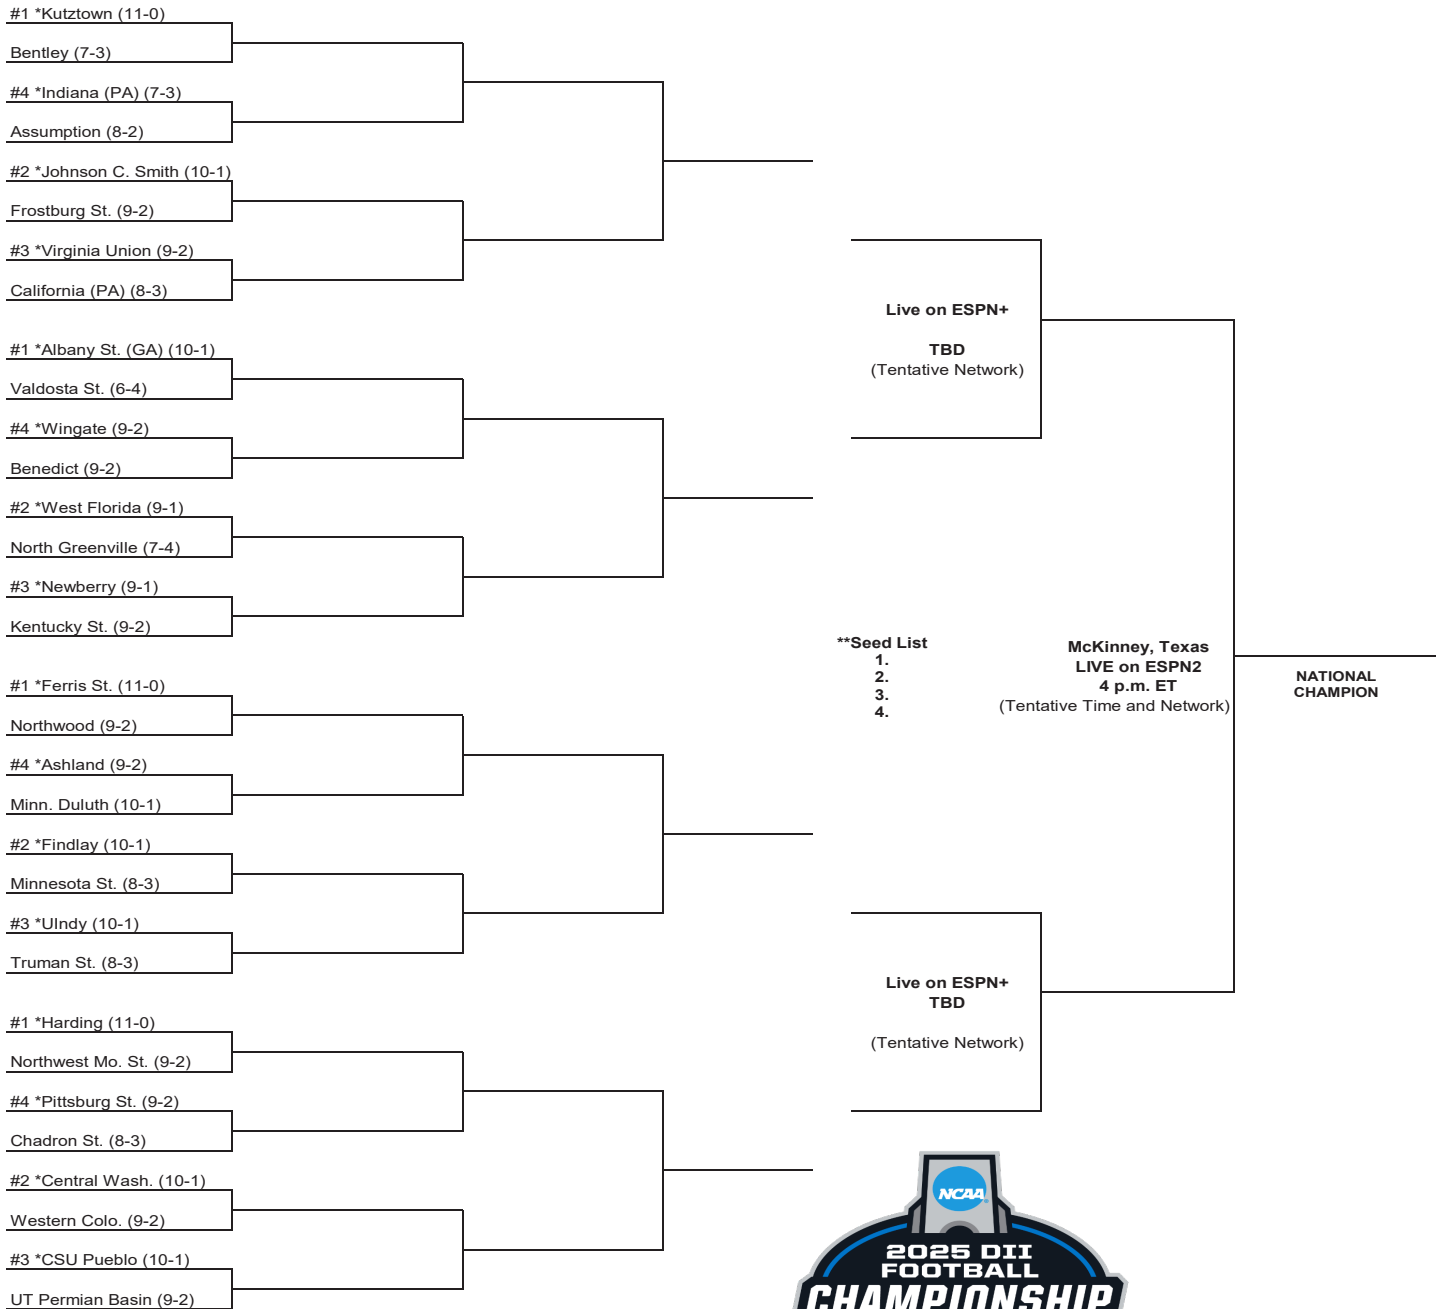 #1 *Kutztown (11-0)
Bentley (7-3)
#4 *Indiana (PA) (7-3)
Assumption (8-2)
#2 *Johnson C. Smith (10-1)
Frostburg St. (9-2)
#3 *Virginia Union (9-2)
California (PA) (8-3)
#1 *Albany St. (GA) (10-1)
Valdosta St. (6-4)
#4 *Wingate (9-2)
Benedict (9-2)
#2 *West Florida (9-1)
North Greenville (7-4)
#3 *Newberry (9-1)
Kentucky St. (9-2)
#1 *Ferris St. (11-0)
Northwood (9-2)
#4 *Ashland (9-2)
Minn. Duluth (10-1)
#2 *Findlay (10-1)
Minnesota St. (8-3)
#3 *UIndy (10-1)
Truman St. (8-3)
#1 *Harding (11-0)
Northwest Mo. St. (9-2)
#4 *Pittsburg St. (9-2)
Chadron St. (8-3)
#2 *Central Wash. (10-1)
Western Colo. (9-2)
#3 *CSU Pueblo (10-1)
UT Permian Basin (9-2)
Live on ESPN+
TBD
(Tentative Network)
**Seed List
1.
2.
3.
4.
McKinney, Texas
LIVE on ESPN2
4 p.m. ET
(Tentative Time and Network)
NATIONAL
CHAMPION
Live on ESPN+
TBD
(Tentative Network)
NCAA
2025 DII
FOOTBALL
CHAMPIONSHIP